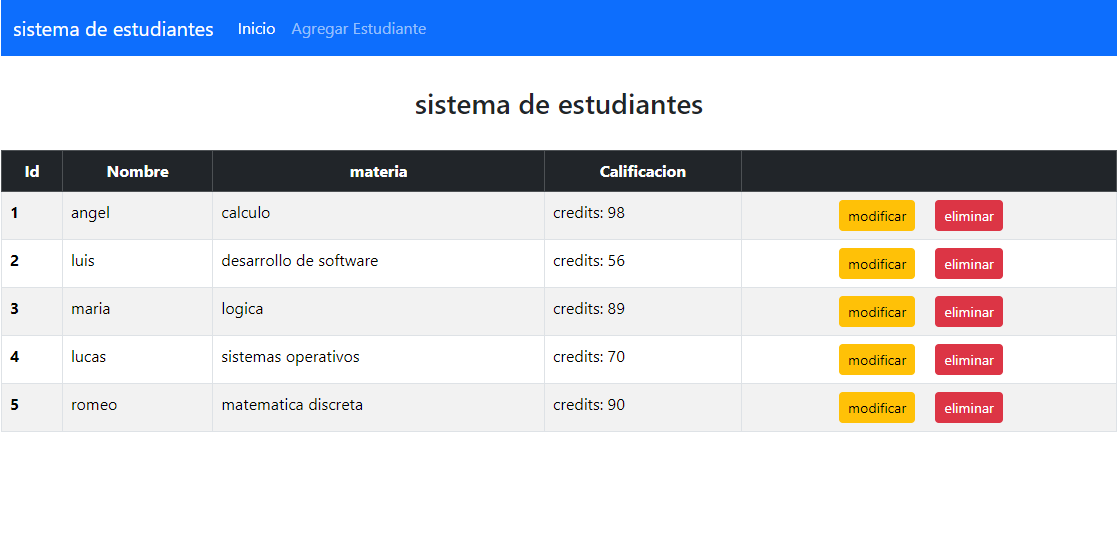 sistema de estudiantes Inicio Agregar Estudiante
sistema de estudiantes
Id Nombre materia Calificacion
1 angel calculo credits: 98 modificar eliminar
2 luis desarrollo de software credits: 56 modificar eliminar
3 maria logica credits: 89 modificar eliminar
4 lucas sistemas operativos credits: 70 modificar eliminar
5 romeo matematica discreta credits: 90 modificar eliminar